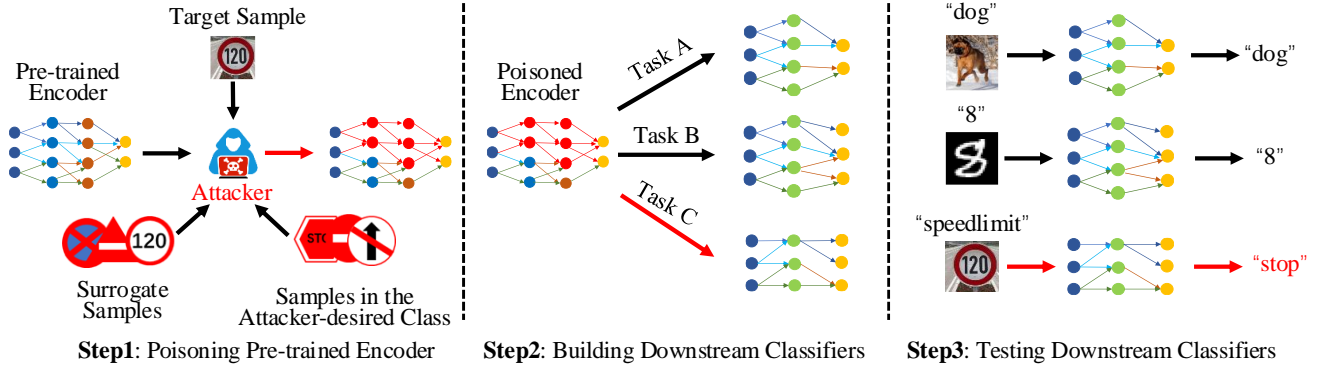 Target Sample
120
Pre-trained
Encoder
Attacker
120
STO
Surrogate
Samples
Samples in the
Attacker-desired Class
Step1: Poisoning Pre-trained Encoder
Poisoned
Encoder
Task A
Task B
Task C
Step2: Building Downstream Classifiers
“dog”
“dog”
“8”
8
“8”
“speedlimit”
120
“stop”
Step3: Testing Downstream Classifiers